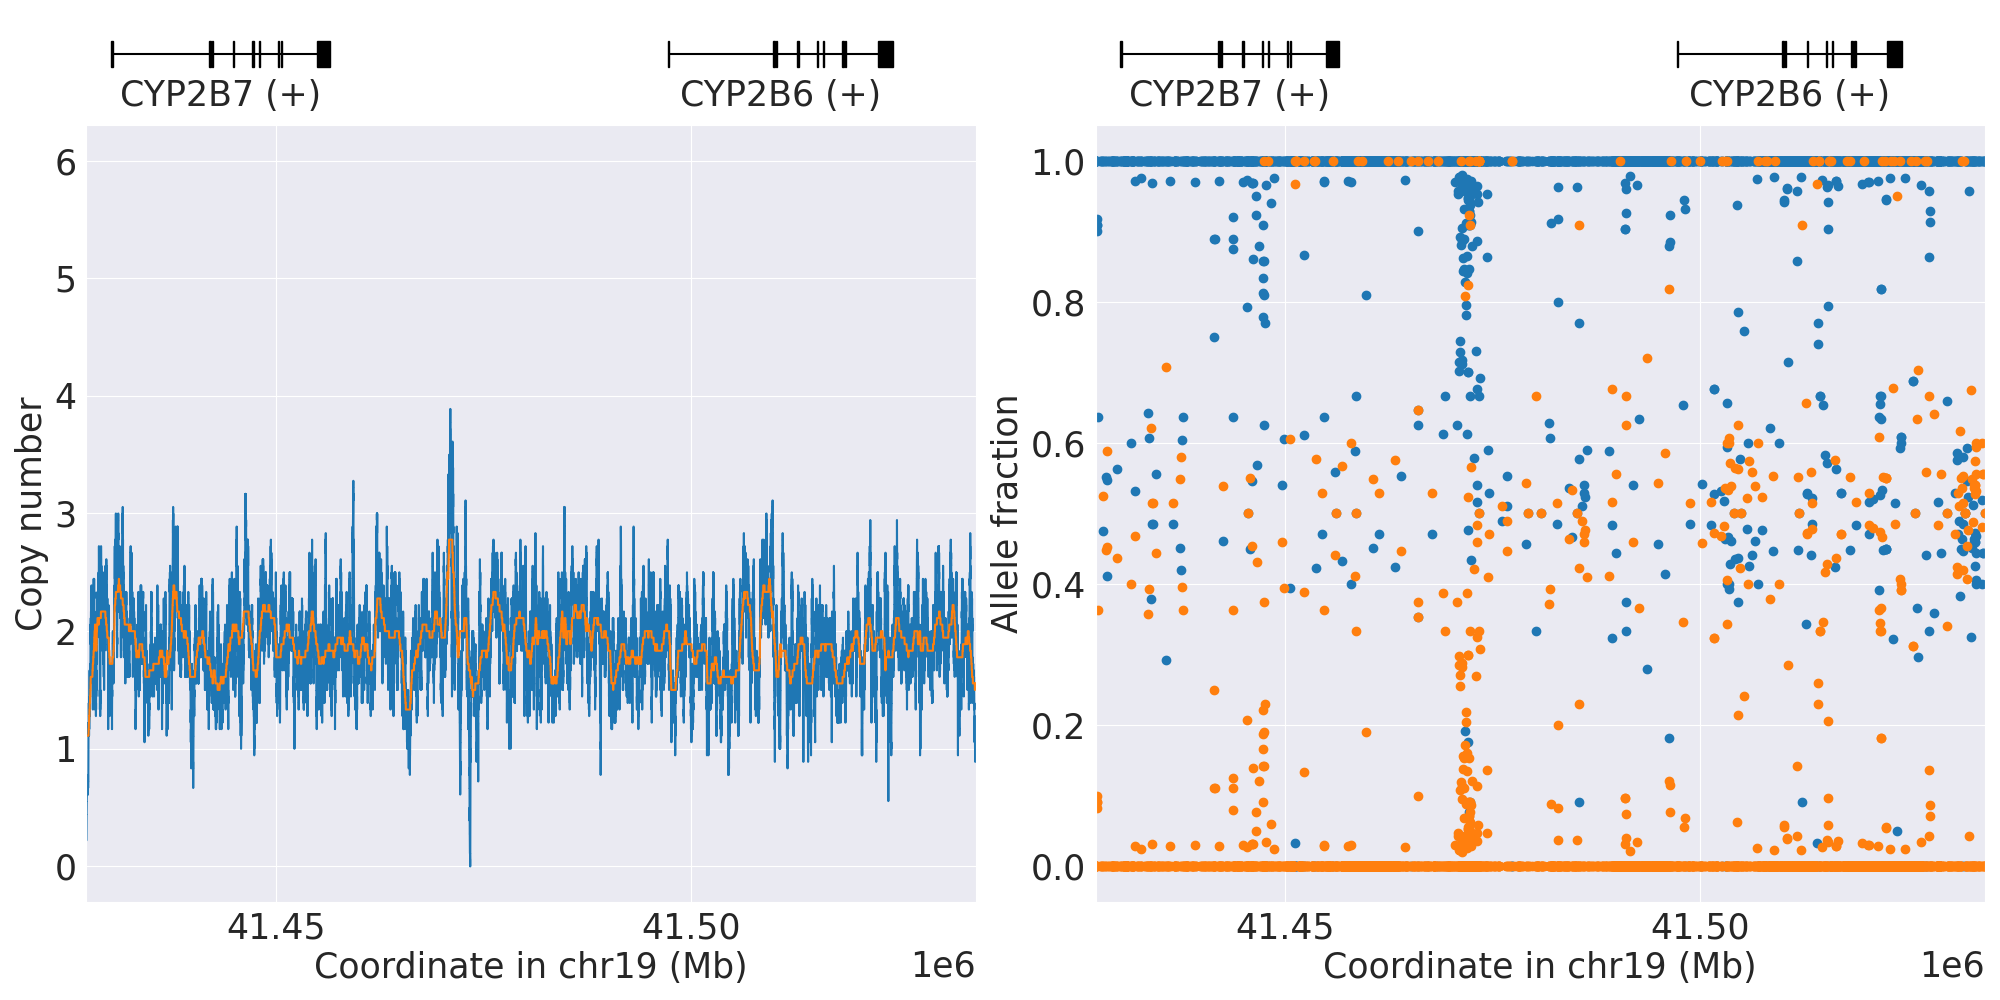 CYP2B7 (+)
CYP2B6 (+)
6
5
4
3
2
1
0
Copy number
41.45
41.50
Coordinate in chr19 (Mb)
1e6
CYP2B7 (+)
CYP2B6 (+)
1.0
0.8
0.6
0.4
0.2
0.0
Allele fraction
41.45
41.50
Coordinate in chr19 (Mb)
1e6